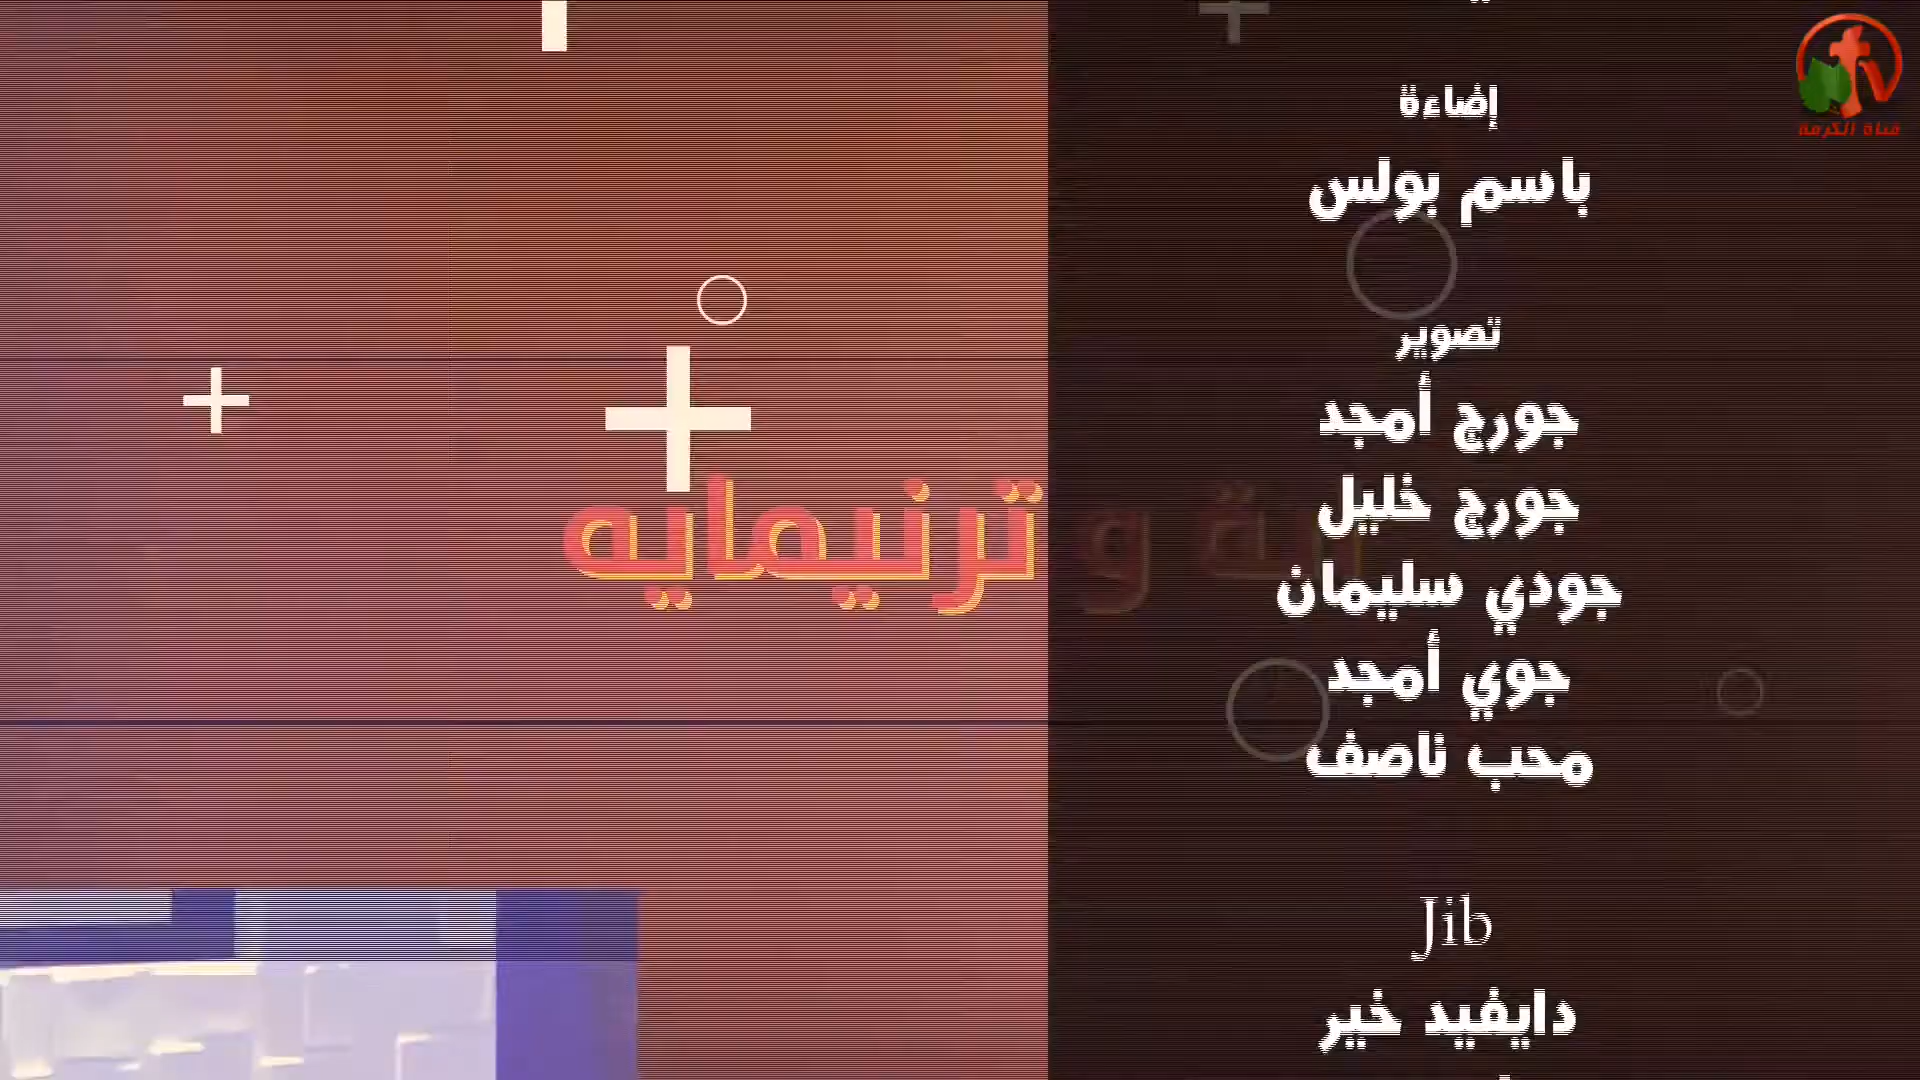 قناة الكرمة
إضاءة
باسم بولس
تصوير
جورج أمجد
جورج خليل
جودي سليمان
جوي أمجد
محب ناصف
Jib
دايفيد خير
آية و ترنيمايه